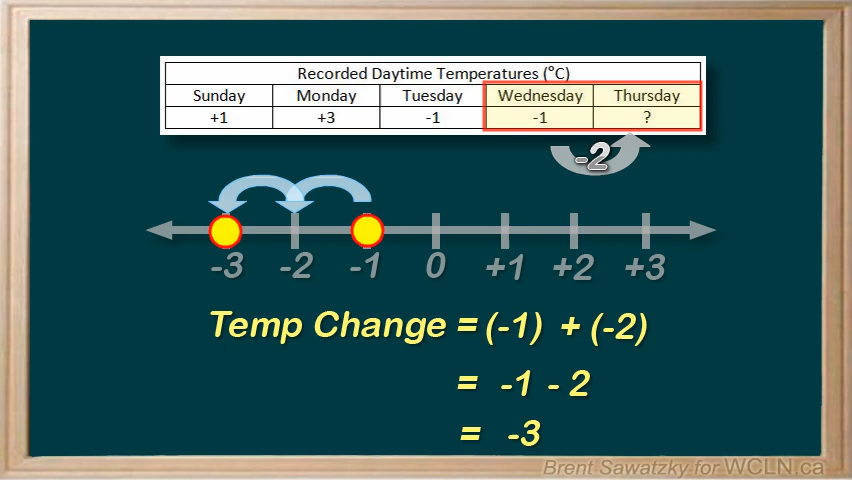 Recorded Daytime Temperatures (°C)
Sunday Monday Tuesday Wednesday Thursday
+1 +3 -1 -1 ?
-2
-3 -2 -1 0 +1 +2 +3
Temp Change = (-1) + (-2)
= -1 - 2
= -3
Brent Sawatzky for WCLN.ca